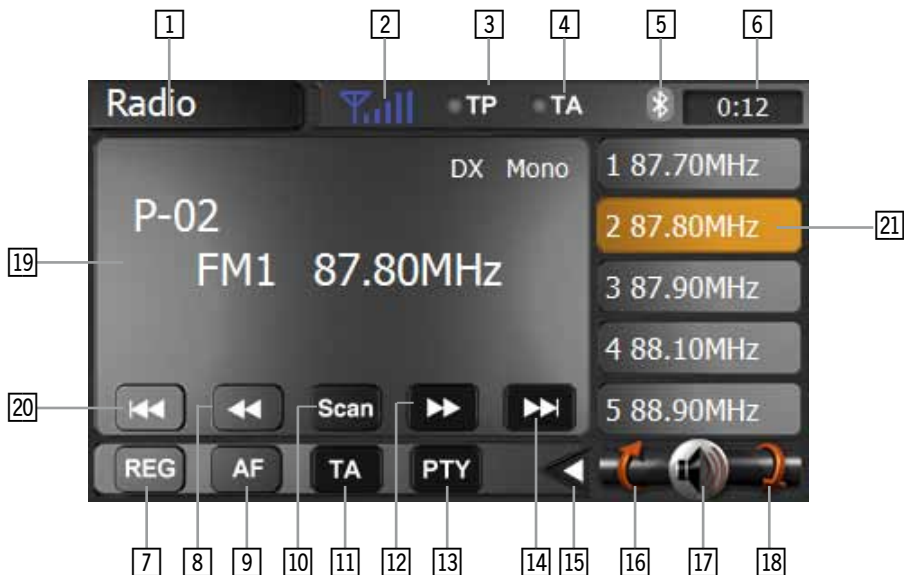 1 2 3 4 5 6
Radio TP TA 0:12
DX Mono
P-02
FM1 87.80MHz
1 87.70MHz
2 87.80MHz
3 87.90MHz
4 88.10MHz
5 88.90MHz
21
19
20
Scan
REG AF TA PTY
7 8 9 10 11 12 13 14 15 16 17 18